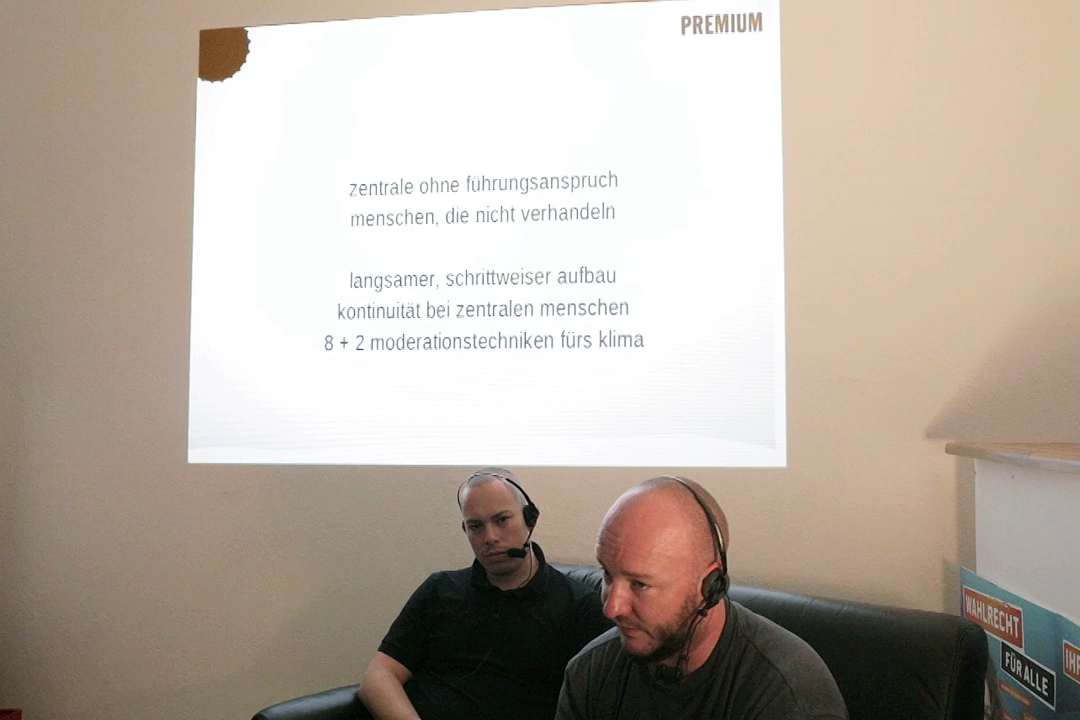 PREMIUM
zentrale ohne führungsanspruch
menschen, die nicht verhandeln
langsamer, schrittweiser aufbau
kontinuität bei zentralen menschen
8 + 2 moderationstechniken fürs klima
WAHLRECHT
FÜR ALLE
IHR